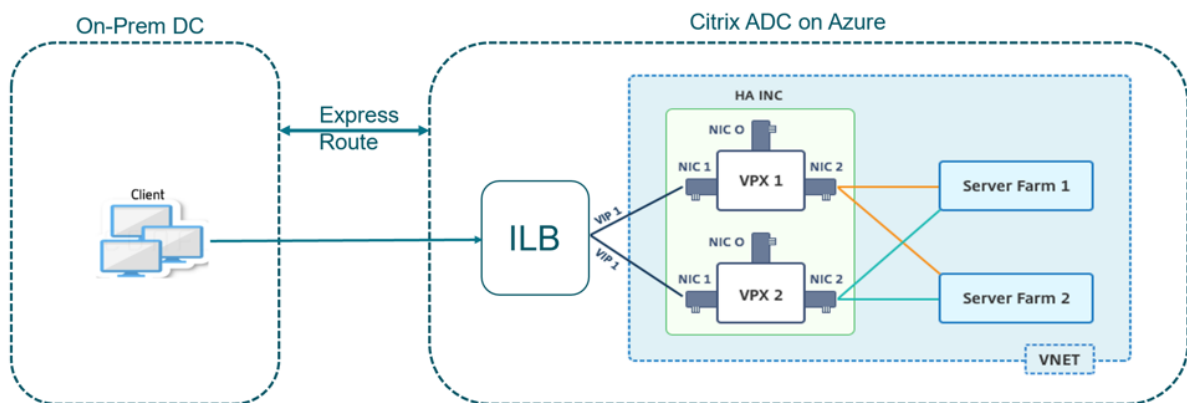 On-Prem DC
Citrix ADC on Azure
Express
Route
Client
ILB
VIP 1
VIP 1
HA INC
NIC O
NIC 1
VPX 1
NIC 2
NIC O
NIC 1
VPX 2
NIC 2
Server Farm 1
Server Farm 2
VNET